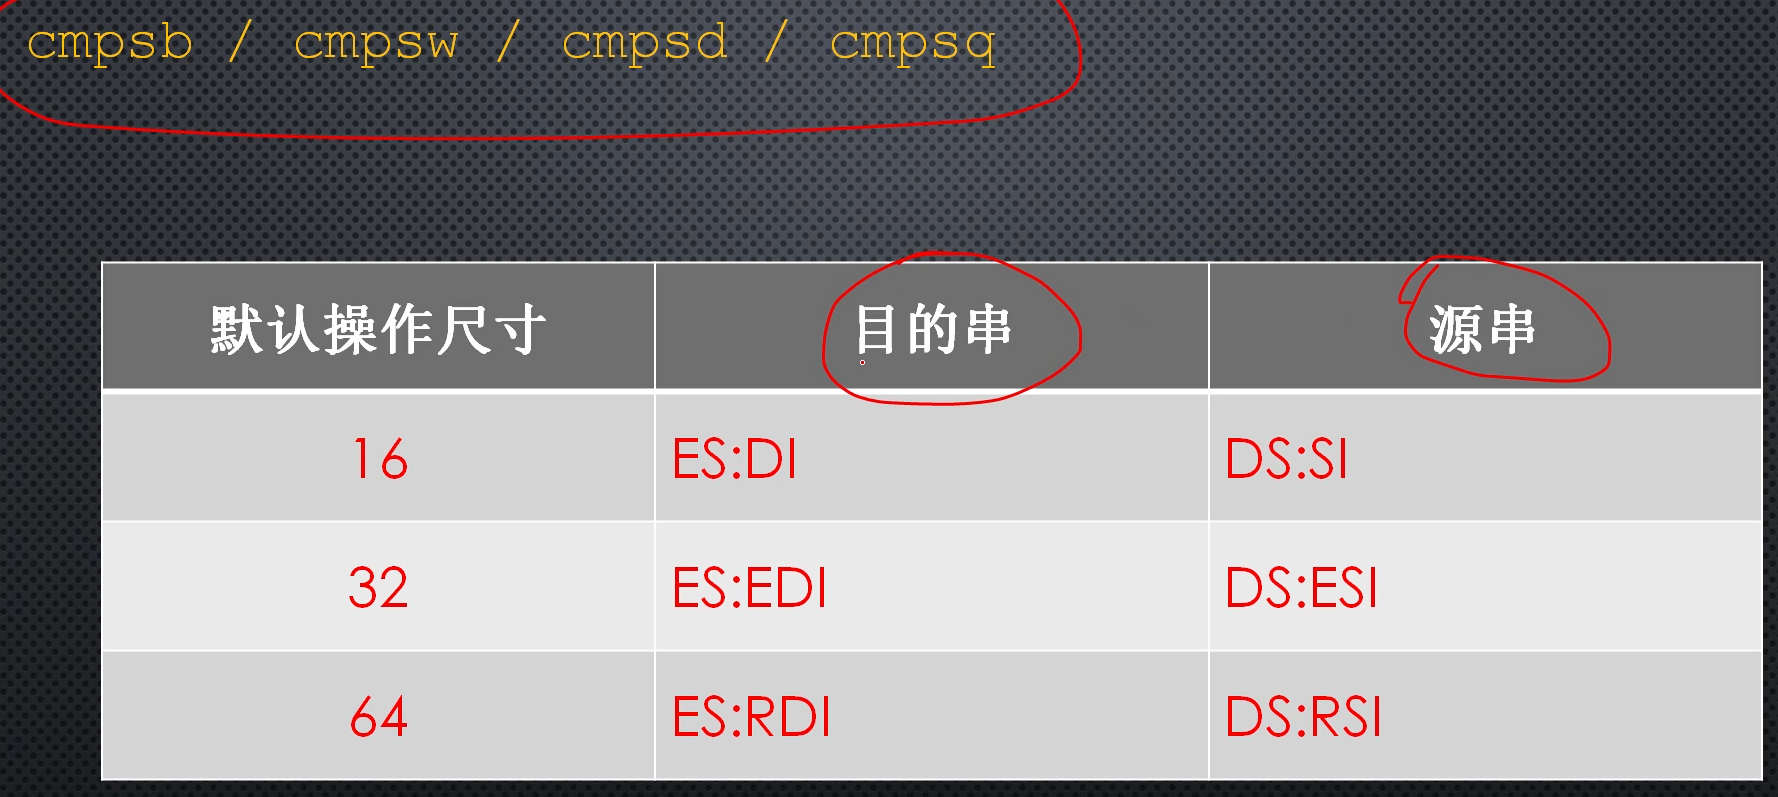 cmpsb / cmpsw / cmpsd / cmpsq
默认操作尺寸 目的串 源串
16 ES:DI DS:SI
32 ES:EDI DS:ESI
64 ES:RDI DS:RSI